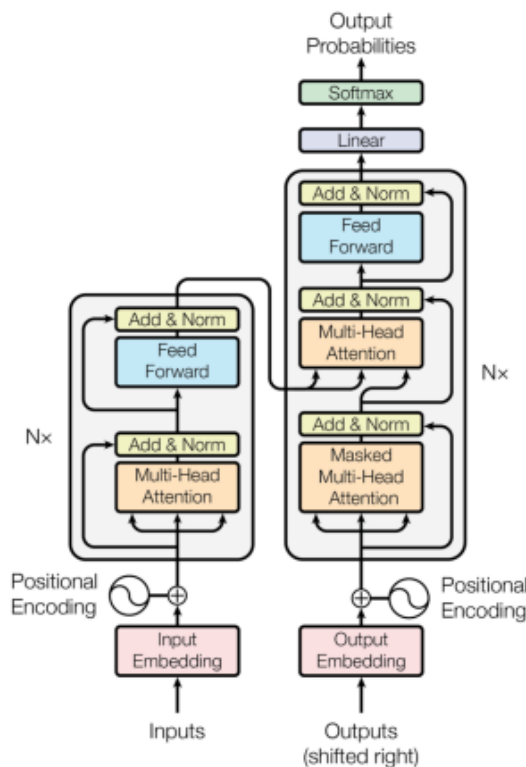 Output
Probabilities
Softmax
Linear
Add & Norm
Feed
Forward
Add & Norm
Multi-Head
Attention
Add & Norm
Masked
Multi-Head
Attention
Nx
Add & Norm
Feed
Forward
Add & Norm
Multi-Head
Attention
Nx
Positional
Encoding
Positional
Encoding
Input
Embedding
Output
Embedding
Inputs
Outputs
(shifted right)